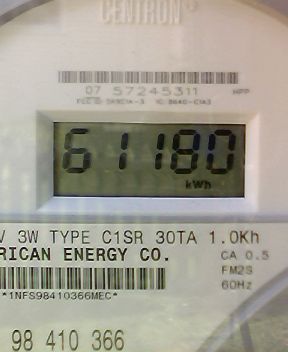 CENTRON
07 57245311 HPP
61180
kWh
V 3W TYPE C1SR 30TA 1.0Kh
RICAN ENERGY CO. CA 0.5
FM2S
60Hz
*1NFS98410366MEC*
98 410 366